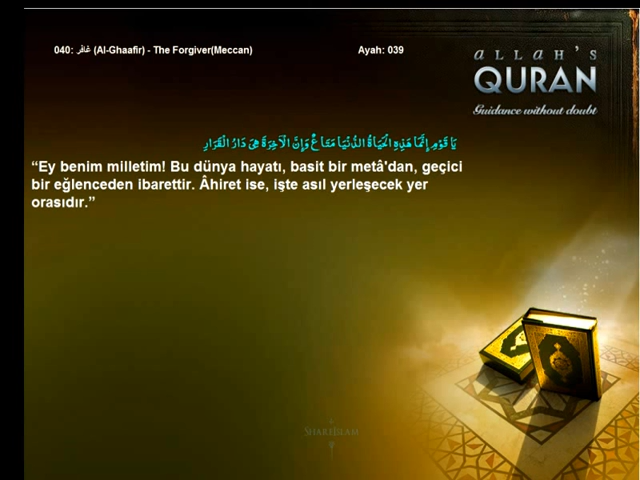 040: غافر (Al-Ghaafir) - The Forgiver(Meccan) Ayah: 039
ALLAH'S
QURAN
Guidance without doubt
يَا قَوْمِ إِنَّمَا هَذِهِ الْحَيَاةُ الدُّنْيَا مَتَاعٌ وَإِنَّ الْآخِرَةَ هِيَ دَارُ الْقَرَارِ
“Ey benim milletim! Bu dünya hayatı, basit bir metâ'dan, geçici
bir eğlenceden ibarettir. Âhiret ise, işte asıl yerleşecek yer
orasıdır.”
SHAREISLAM